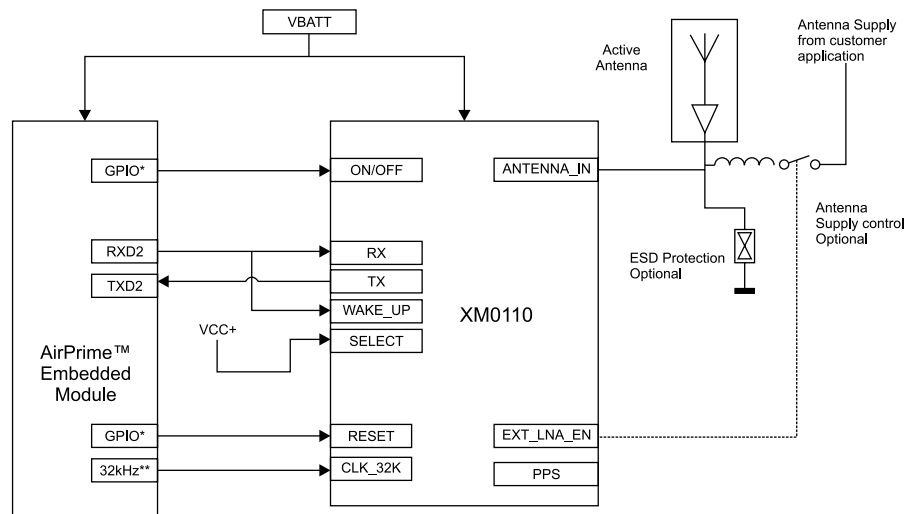 VBATT
Active
Antenna
Antenna Supply
from customer
application
GPIO*
ON/OFF
ANTENNA_IN
RXD2
RX
TXD2
TX
WAKE_UP
VCC+
SELECT
XM0110
ESD Protection
Optional
Antenna
Supply control
Optional
AirPrime™
Embedded
Module
GPIO*
RESET
EXT_LNA_EN
32kHz**
CLK_32K
PPS